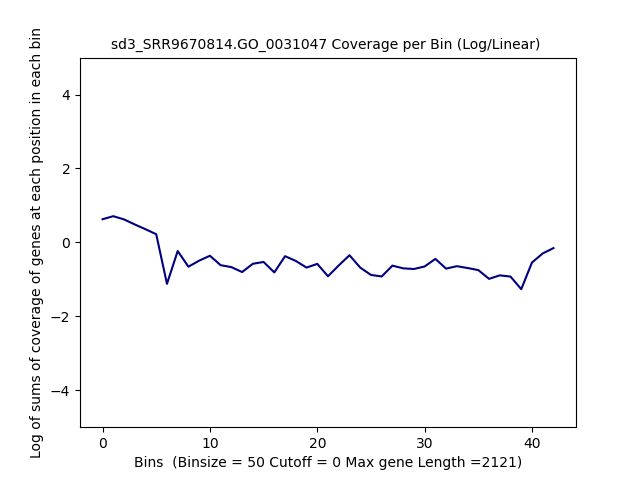 sd3_SRR9670814.GO_0031047 Coverage per Bin (Log/Linear)
Log of sums of coverage of genes at each position in each bin
4
2
0
−2
−4
0 10 20 30 40
Bins  (Binsize = 50 Cutoff = 0 Max gene Length =2121)